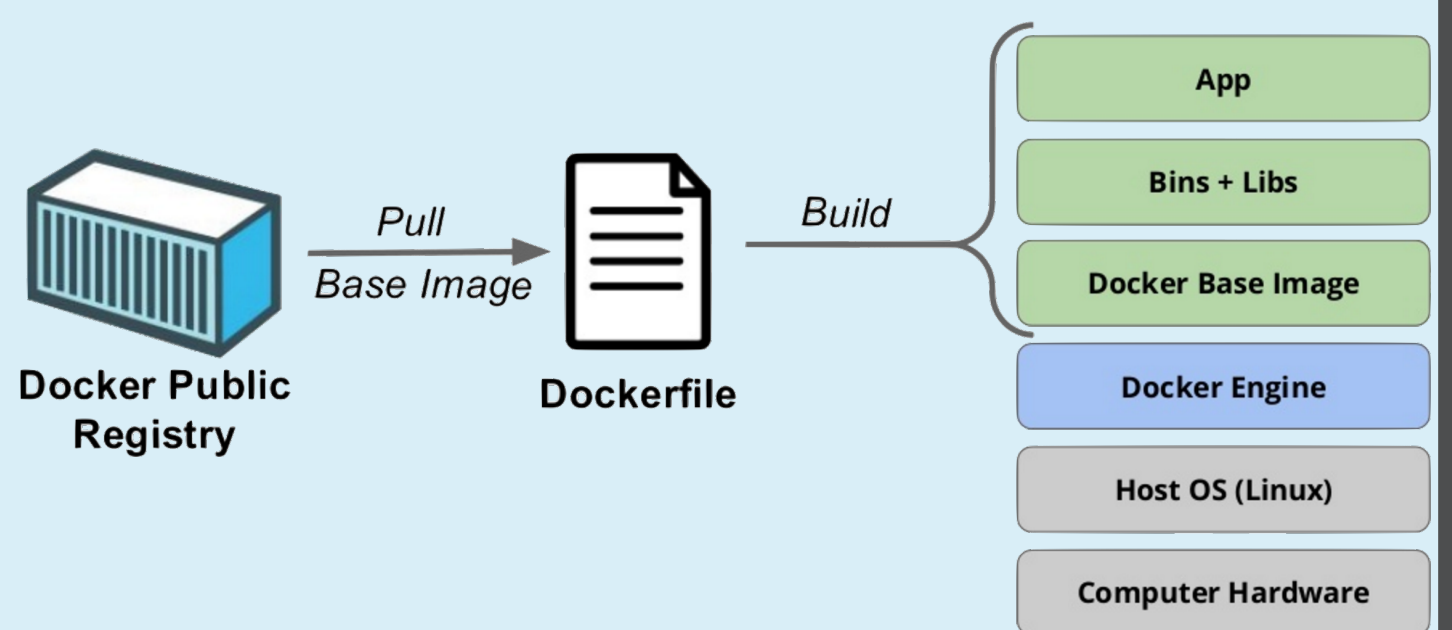 Docker Public
Registry
Pull
Base Image
Dockerfile
Build
App
Bins + Libs
Docker Base Image
Docker Engine
Host OS (Linux)
Computer Hardware